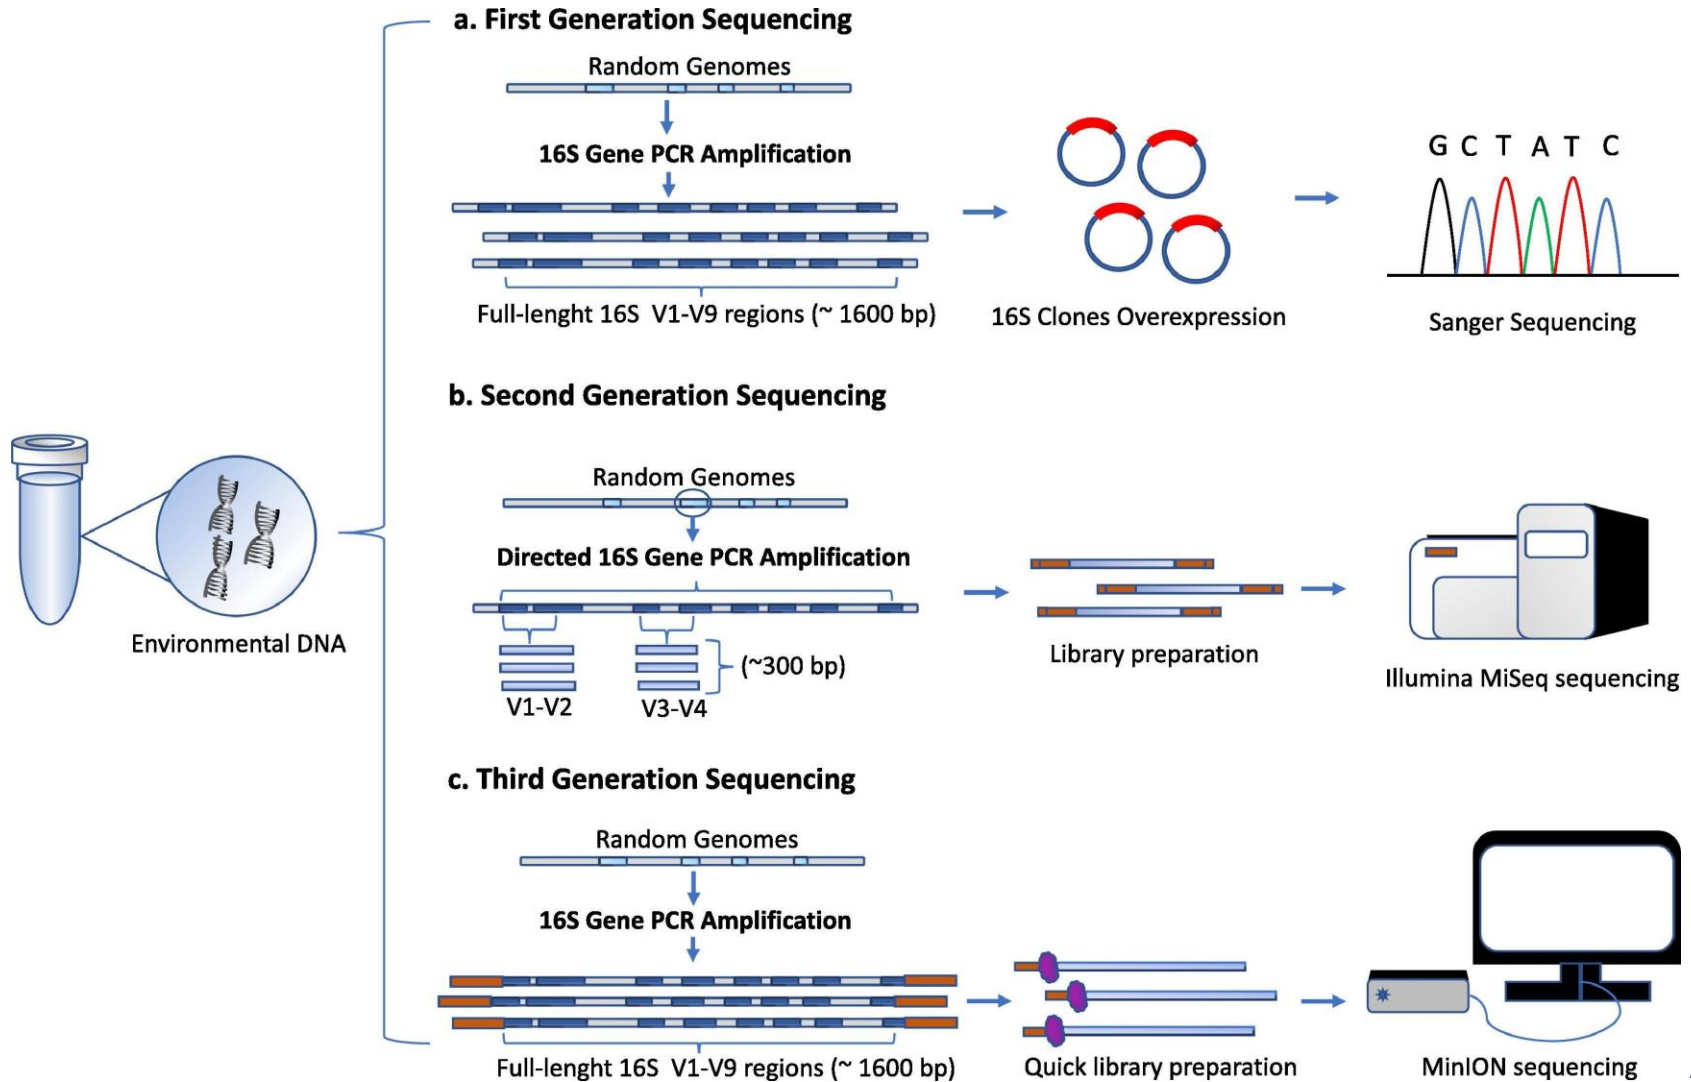 a. First Generation Sequencing
Random Genomes
16S Gene PCR Amplification
Full-lenght 16S V1-V9 regions (~ 1600 bp)
16S Clones Overexpression
G C T A T C
Sanger Sequencing
b. Second Generation Sequencing
Random Genomes
Directed 16S Gene PCR Amplification
(~300 bp)
V1-V2
V3-V4
Library preparation
Illumina MiSeq sequencing
Environmental DNA
c. Third Generation Sequencing
Random Genomes
16S Gene PCR Amplification
Full-lenght 16S V1-V9 regions (~ 1600 bp)
Quick library preparation
MinION sequencing